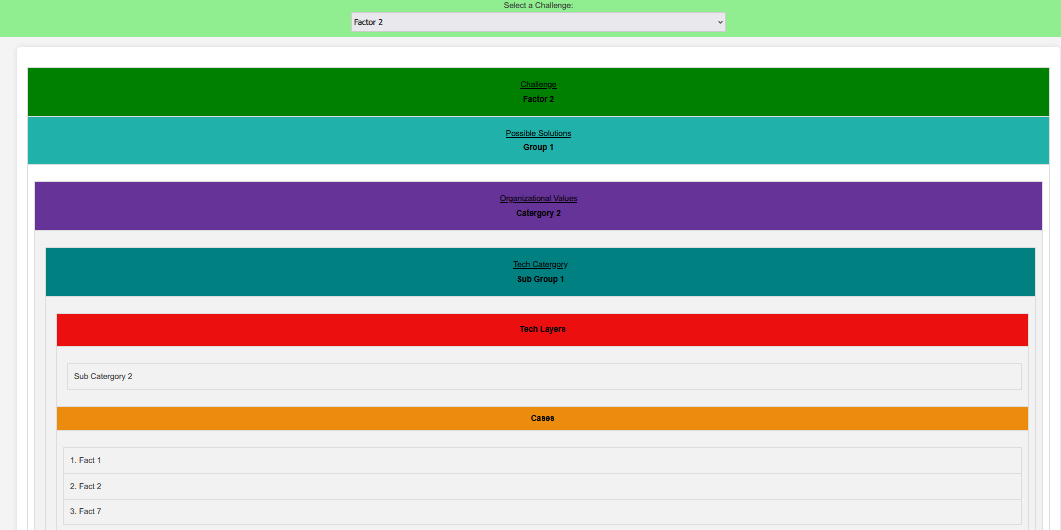 Select a Challenge:
Factor 2
Challenge
Factor 2
Possible Solutions
Group 1
Organizational Values
Catergory 2
Tech Catergory
Sub Group 1
Tech Layers
Sub Catergory 2
Cases
1. Fact 1
2. Fact 2
3. Fact 7